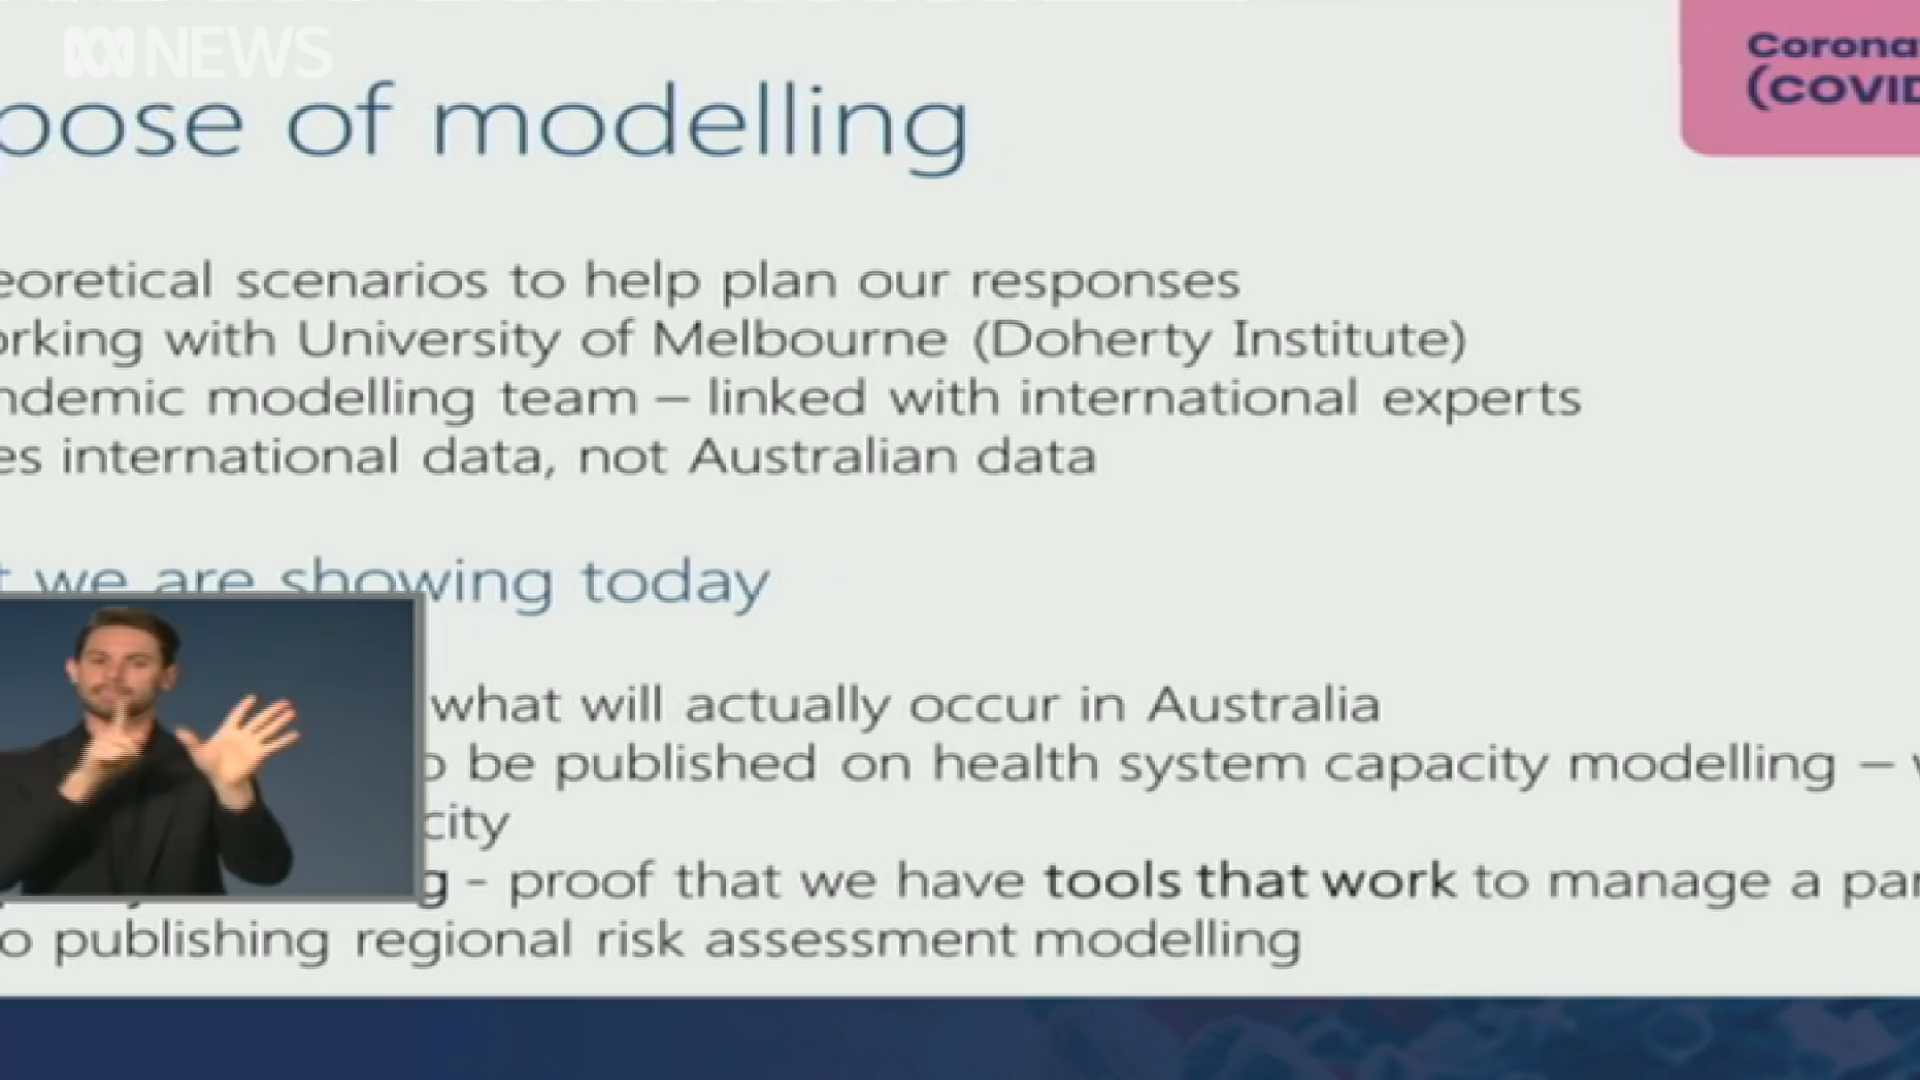 NEWS
Corona
(COVID
pose of modelling
eoretical scenarios to help plan our responses
orking with University of Melbourne (Doherty Institute)
ndemic modelling team – linked with international experts
es international data, not Australian data
t we are showing today
what will actually occur in Australia
o be published on health system capacity modelling –
city
g - proof that we have tools that work to manage a pan
o publishing regional risk assessment modelling